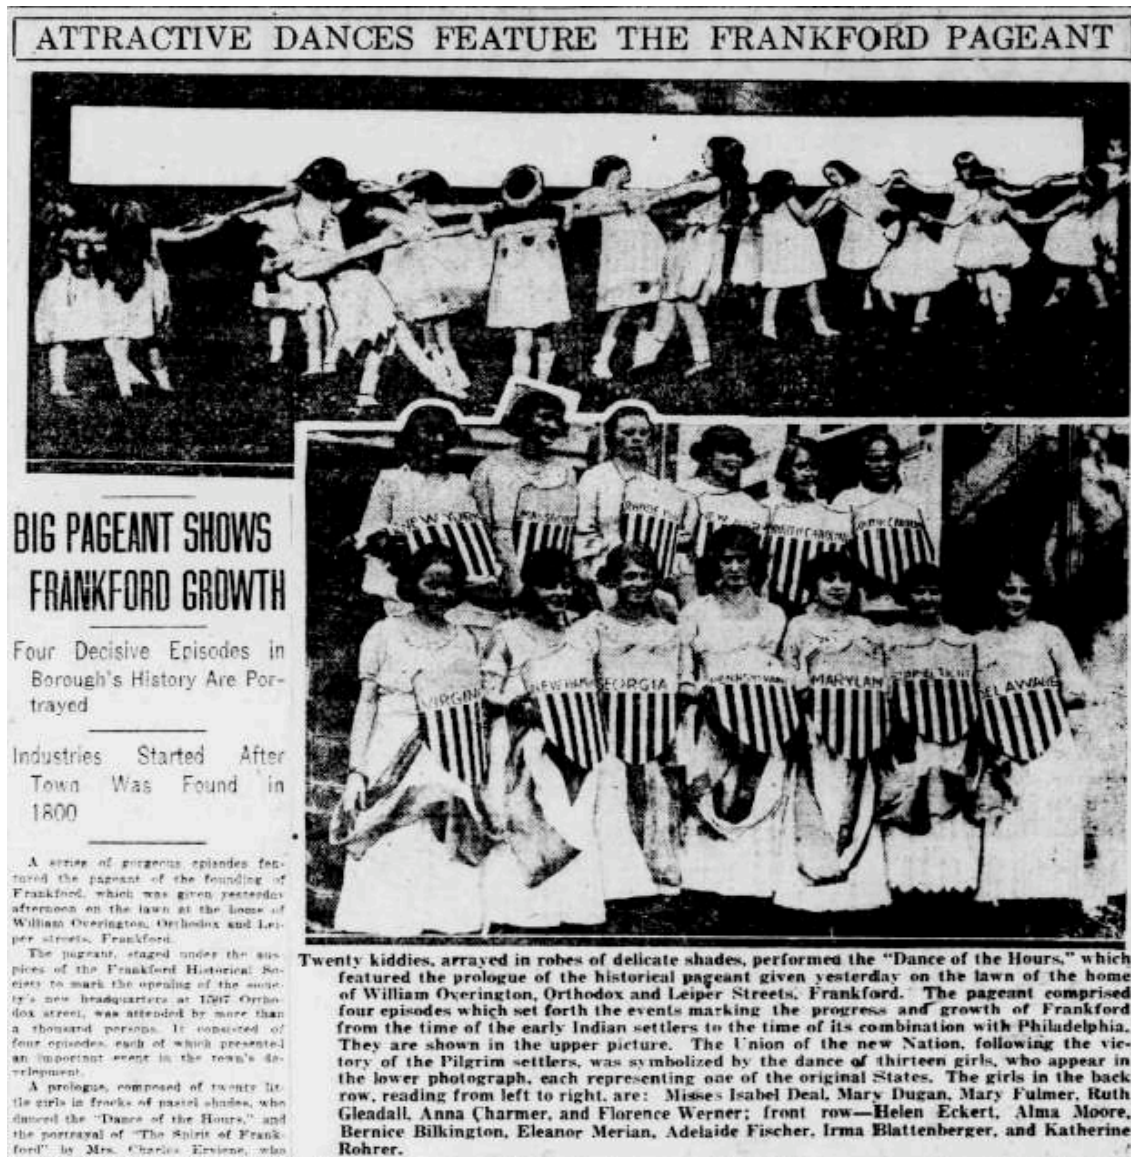 ATTRACTIVE DANCES FEATURE THE FRANKFORD PAGEANT
NEW YORK
RHODE
NEW
NORTH CAROLINA
SOUTH CAROLINA
VIRGINI
NEW HAM
GEORGIA
PENNSYLVAN
MARYLAN
DELAWARE
BIG PAGEANT SHOWS
FRANKFORD GROWTH
Four Decisive Episodes in
Borough's History Are Por-
trayed
Industries Started After
Town Was Found in
1800
A series of gorgeous episodes fea-
tured the pageant of the founding of
Frankford, which was given yesterday
afternoon on the lawn at the home of
William Overington, Orthodox and Lei-
per streets, Frankford.
The pageant, staged under the aus-
pices of the Frankford Historical So-
ciety to mark the opening of the socie-
ty's new headquarters at 1507 Ortho-
dox street, was attended by more than
a thousand persons. It consisted of
four episodes, each of which presented
an important event in the town's de-
velopment.
A prologue, composed of twenty lit-
tle girls in frocks of pastel shades, who
danced the "Dance of the Hours," and
the portrayal of "The Spirit of Frank-
ford" by Mrs. Charles Erviene, who
Twenty kiddies, arrayed in robes of delicate shades, performed the "Dance of the Hours," which
featured the prologue of the historical pageant given yesterday on the lawn of the home
of William Overington, Orthodox and Leiper Streets, Frankford. The pageant comprised
four episodes which set forth the events marking the progress and growth of Frankford
from the time of the early Indian settlers to the time of its combination with Philadelphia.
They are shown in the upper picture. The Union of the new Nation, following the vic-
tory of the Pilgrim settlers, was symbolized by the dance of thirteen girls, who appear in
the lower photograph, each representing one of the original States. The girls in the back
row, reading from left to right, are: Misses Isabel Deal, Mary Dugan, Mary Fulmer, Ruth
Gleadall, Anna Charmer, and Florence Werner; front row—Helen Eckert, Alma Moore,
Bernice Bilkington, Eleanor Merian, Adelaide Fischer, Irma Blattenberger, and Katherine
Rohrer.